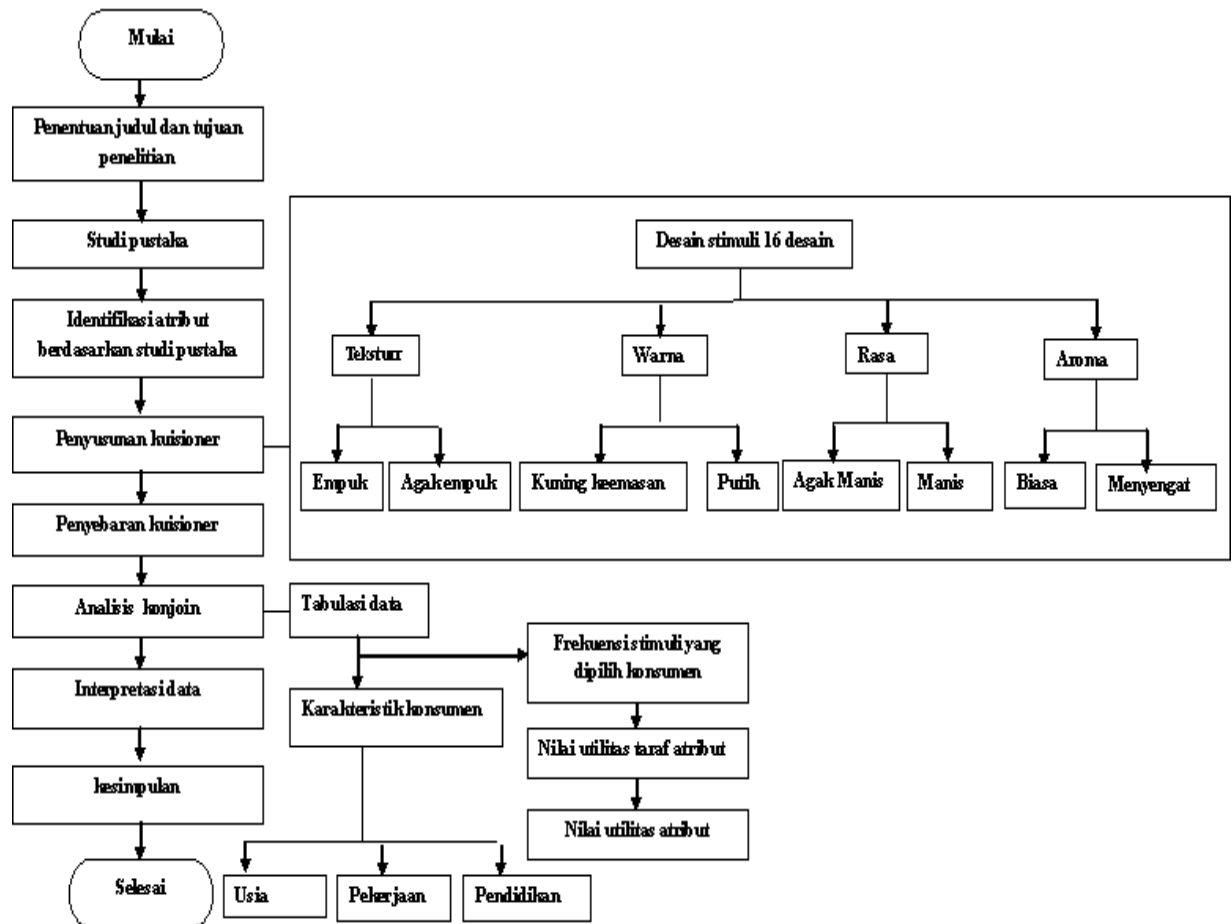 Mulai
Penentuan judul dan tujuan
penelitian
Studi pustaka
Identifikasi atribut
berdasarkan studi pustaka
Penyusunan kuisioner
Penyebaran kuisioner
Analisis konjoin
Interpretasi data
kesimpulan
Selesai
Desain stimuli 16 desain
Tekstur
Warna
Rasa
Aroma
Empuk
Agak empuk
Kuning keemasan
Putih
Agak Manis
Manis
Biasa
Menyengat
Tabulasi data
Karakteristik konsumen
Usia
Pekerjaan
Pendidikan
Frekuensi stimuli yang
dipilih konsumen
Nilai utilitas taraf atribut
Nilai utilitas atribut